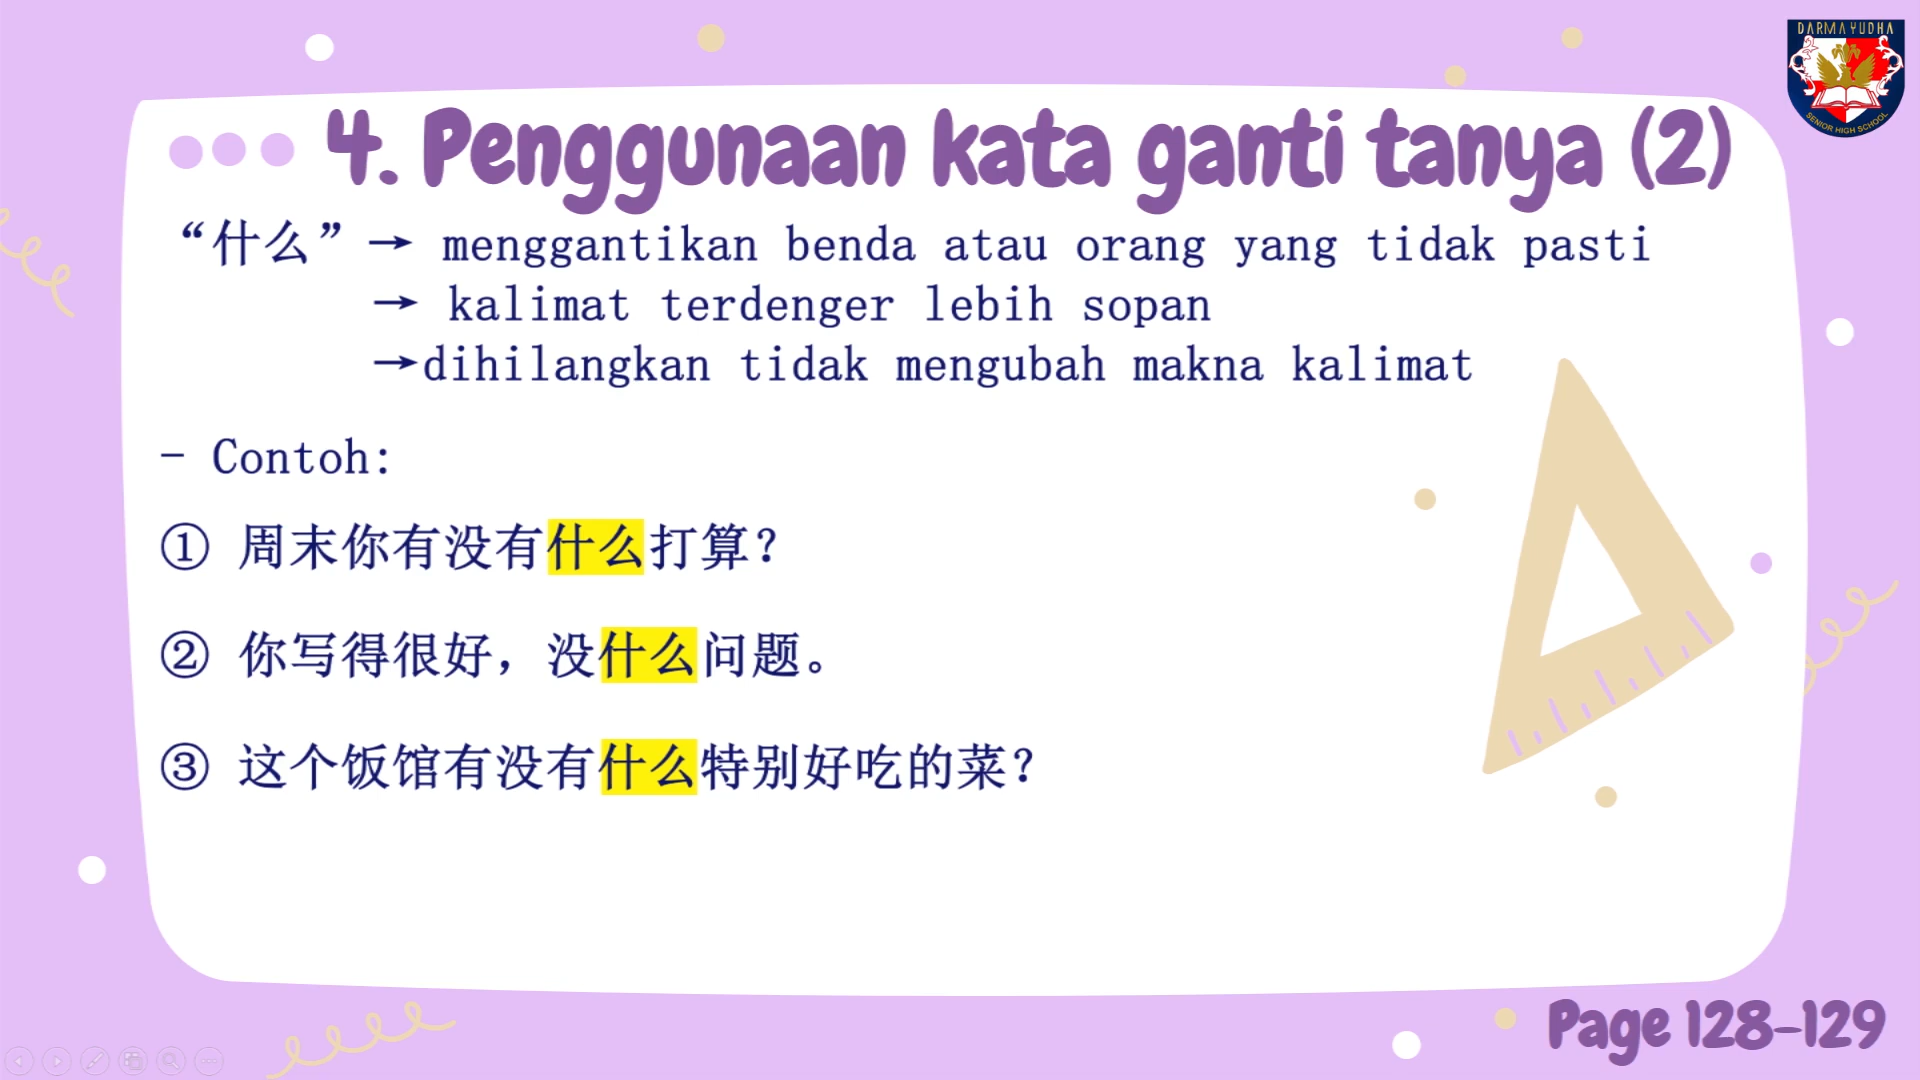 DARMA YUDHA
SENIOR HIGH SCHOOL
4. Penggunaan kata ganti tanya (2)
“什么”→ menggantikan benda atau orang yang tidak pasti
→ kalimat terdenger lebih sopan
→dihilangkan tidak mengubah makna kalimat
- Contoh:
① 周末你有没有什么打算？
② 你写得很好，没什么问题。
③ 这个饭馆有没有什么特别好吃的菜？
Page 128-129